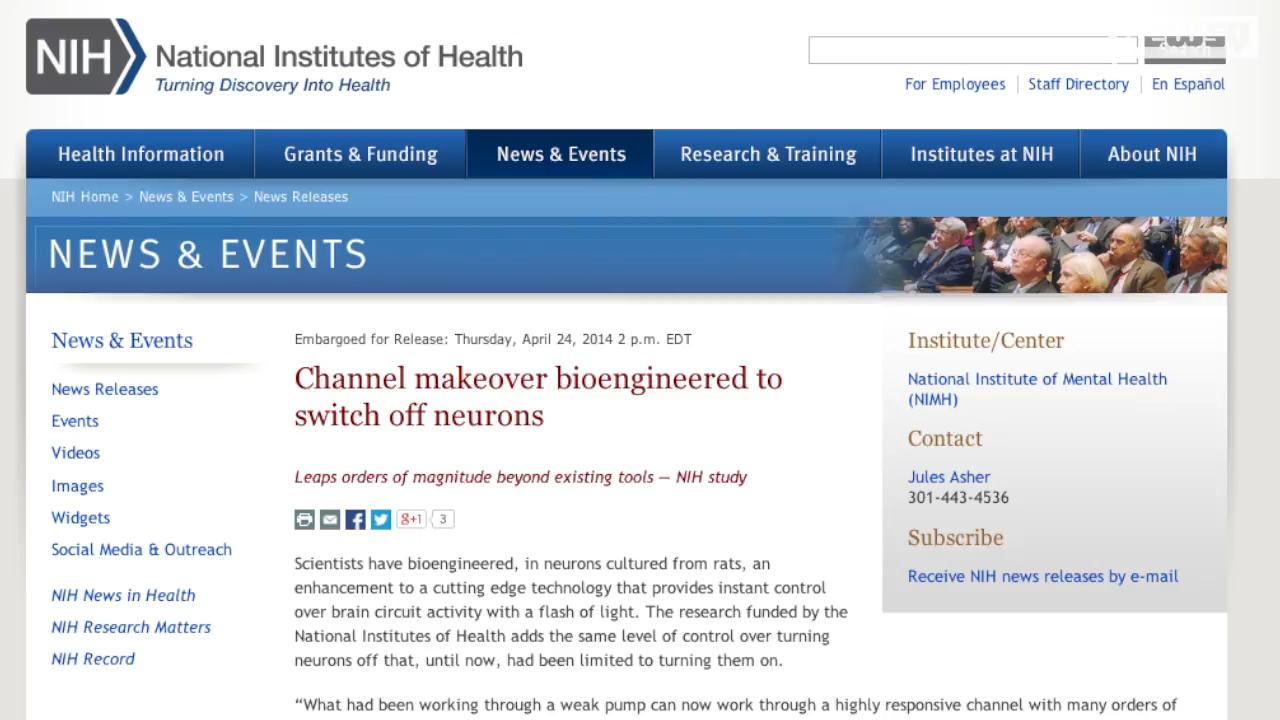 NIH
National Institutes of Health
Turning Discovery Into Health
Search
For Employees
Staff Directory
En Español
Health Information
Grants & Funding
News & Events
Research & Training
Institutes at NIH
About NIH
NIH Home > News & Events > News Releases
NEWS & EVENTS
News & Events
News Releases
Events
Videos
Images
Widgets
Social Media & Outreach
NIH News in Health
NIH Research Matters
NIH Record
Embargoed for Release: Thursday, April 24, 2014 2 p.m. EDT
Channel makeover bioengineered to
switch off neurons
Leaps orders of magnitude beyond existing tools — NIH study
g+1
3
Scientists have bioengineered, in neurons cultured from rats, an
enhancement to a cutting edge technology that provides instant control
over brain circuit activity with a flash of light. The research funded by the
National Institutes of Health adds the same level of control over turning
neurons off that, until now, had been limited to turning them on.
“What had been working through a weak pump can now work through a highly responsive channel with many orders of
Institute/Center
National Institute of Mental Health
(NIMH)
Contact
Jules Asher
301-443-4536
Subscribe
Receive NIH news releases by e-mail